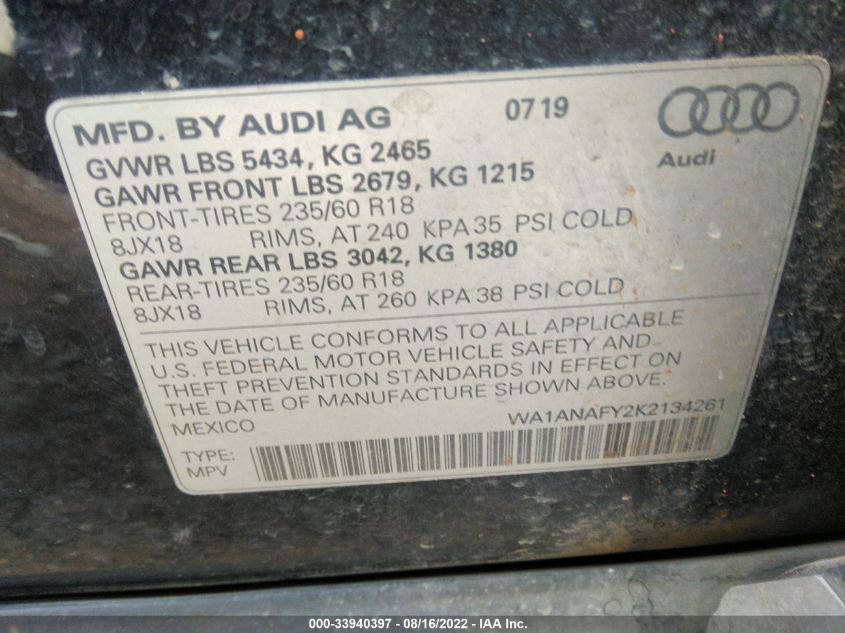 MFD. BY AUDI AG 0719
Audi
GVWR LBS 5434, KG 2465
GAWR FRONT LBS 2679, KG 1215
FRONT-TIRES 235/60 R18
8JX18 RIMS, AT 240 KPA 35 PSI COLD
GAWR REAR LBS 3042, KG 1380
REAR-TIRES 235/60 R18
8JX18 RIMS, AT 260 KPA 38 PSI COLD
THIS VEHICLE CONFORMS TO ALL APPLICABLE
U.S. FEDERAL MOTOR VEHICLE SAFETY AND
THEFT PREVENTION STANDARDS IN EFFECT ON
THE DATE OF MANUFACTURE SHOWN ABOVE.
MEXICO WA1ANAFY2K2134261
TYPE:
MPV
000-33940397 - 08/16/2022 - IAA Inc.